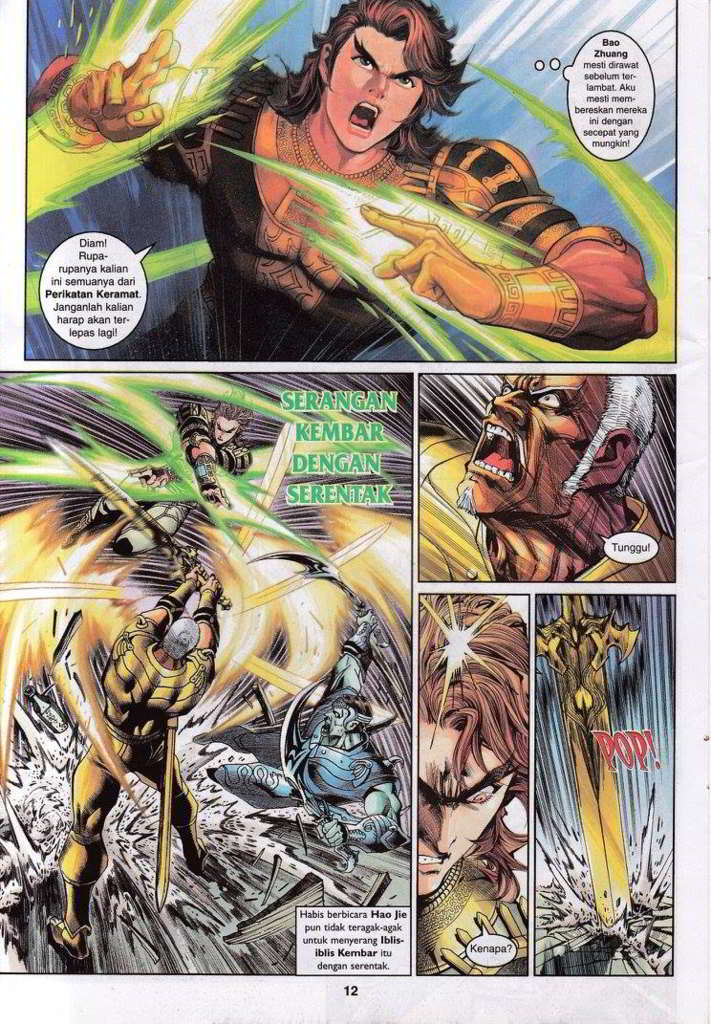 Bao
Zhuang
mesti dirawat
sebelum ter-
lambat. Aku
mesti mem-
bereskan mereka
ini dengan
secepat yang
mungkin!
Diam!
Rupa-
rupanya kalian
ini semuanya dari
Perikatan Keramat.
Janganlah kalian
harap akan ter-
lepas lagi!
SERANGAN
KEMBAR
DENGAN
SERENTAK
Habis berbicara Hao Jie
pun tidak teragak-agak
untuk menyerang Iblis-
iblis Kembar itu
dengan serentak.
Tunggu!
Kenapa?
POP!
12